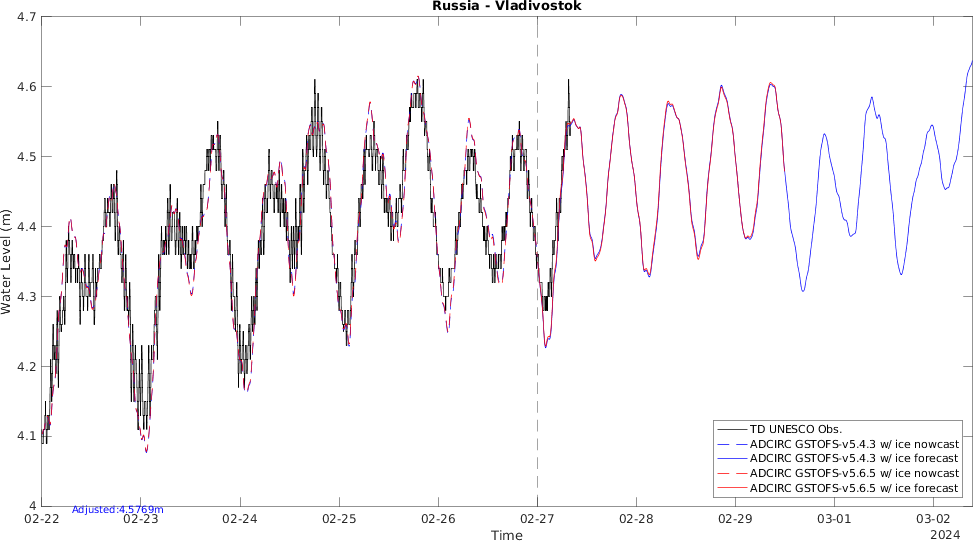 Russia - Vladivostok
Water Level (m)
4.7
4.6
4.5
4.4
4.3
4.2
4.1
4
TD UNESCO Obs.
ADCIRC GSTOFS-v5.4.3 w/ ice nowcast
ADCIRC GSTOFS-v5.4.3 w/ ice forecast
ADCIRC GSTOFS-v5.6.5 w/ ice nowcast
ADCIRC GSTOFS-v5.6.5 w/ ice forecast
Adjusted:4.5769m
02-22 02-23 02-24 02-25 02-26 02-27 02-28 02-29 03-01 03-02
Time
2024